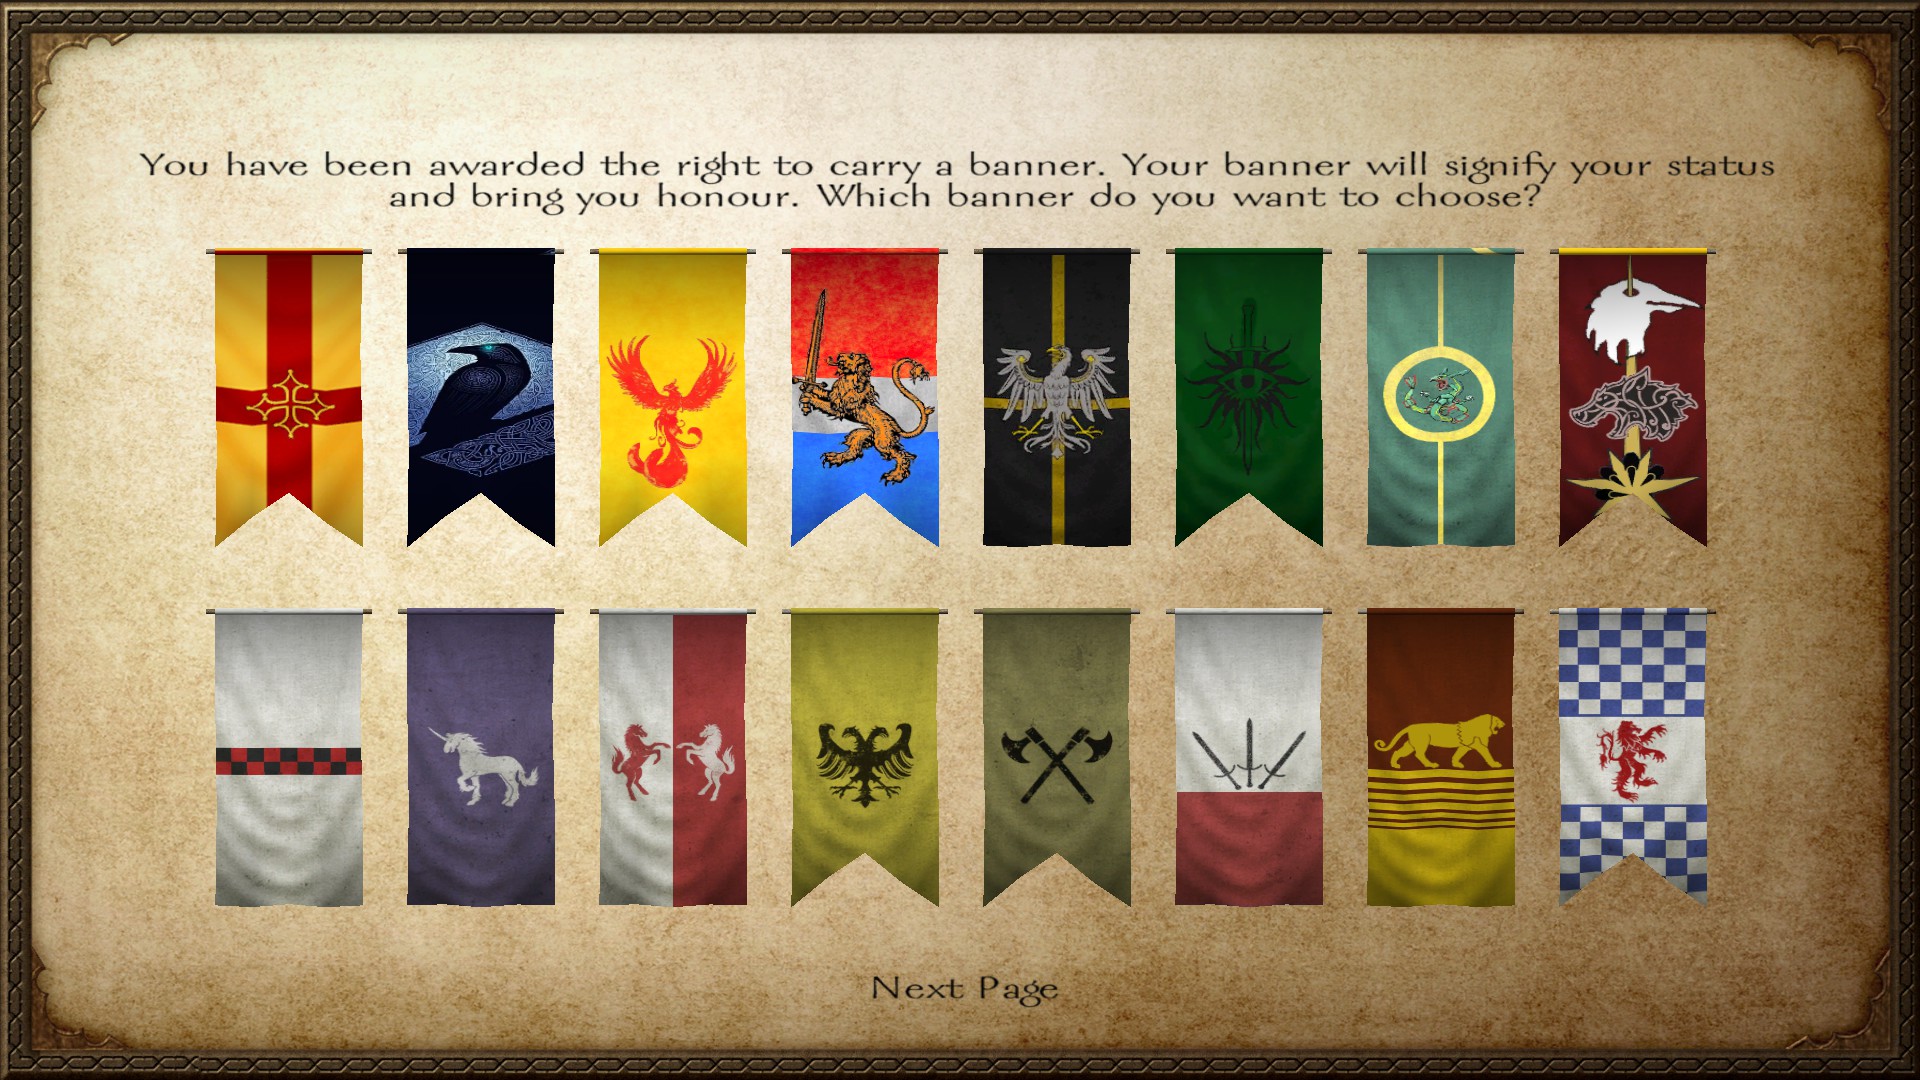 You have been awarded the right to carry a banner. Your banner will signify your status
and bring you honour. Which banner do you want to choose?
Next Page